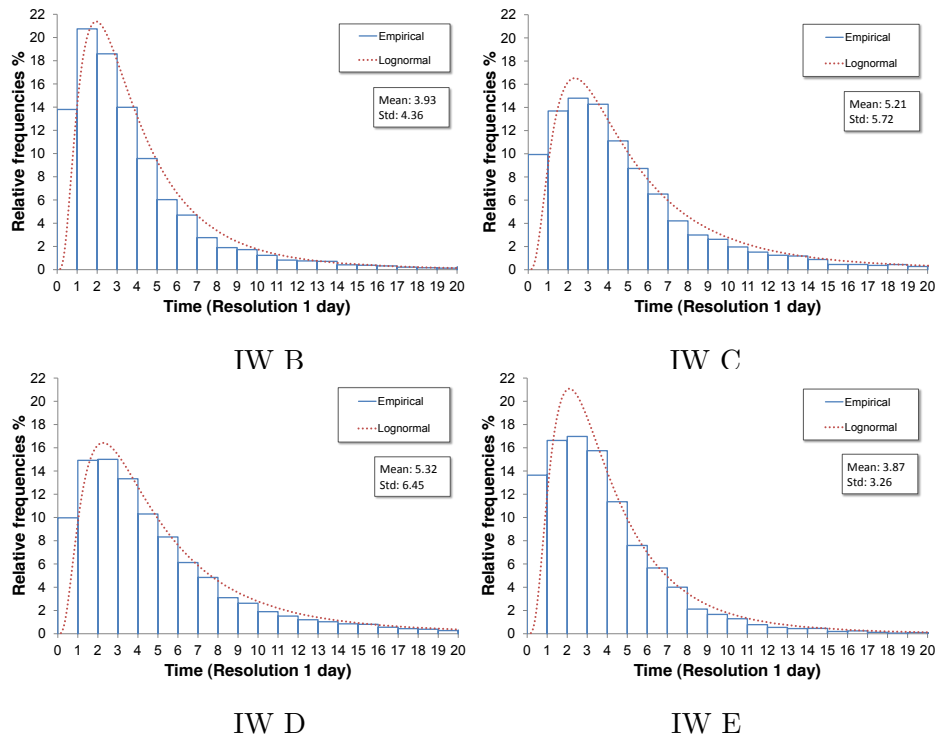 22
20
18
16
14
12
10
8
6
4
2
0
Relative frequencies %
Empirical
Lognormal
Mean: 3.93
Std: 4.36
0 1 2 3 4 5 6 7 8 9 10 11 12 13 14 15 16 17 18 19 20
Time (Resolution 1 day)
IW B
22
20
18
16
14
12
10
8
6
4
2
0
Relative frequencies %
Empirical
Lognormal
Mean: 5.21
Std: 5.72
0 1 2 3 4 5 6 7 8 9 10 11 12 13 14 15 16 17 18 19 20
Time (Resolution 1 day)
IW C
22
20
18
16
14
12
10
8
6
4
2
0
Relative frequencies %
Empirical
Lognormal
Mean: 5.32
Std: 6.45
0 1 2 3 4 5 6 7 8 9 10 11 12 13 14 15 16 17 18 19 20
Time (Resolution 1 day)
IW D
22
20
18
16
14
12
10
8
6
4
2
0
Relative frequencies %
Empirical
Lognormal
Mean: 3.87
Std: 3.26
0 1 2 3 4 5 6 7 8 9 10 11 12 13 14 15 16 17 18 19 20
Time (Resolution 1 day)
IW E